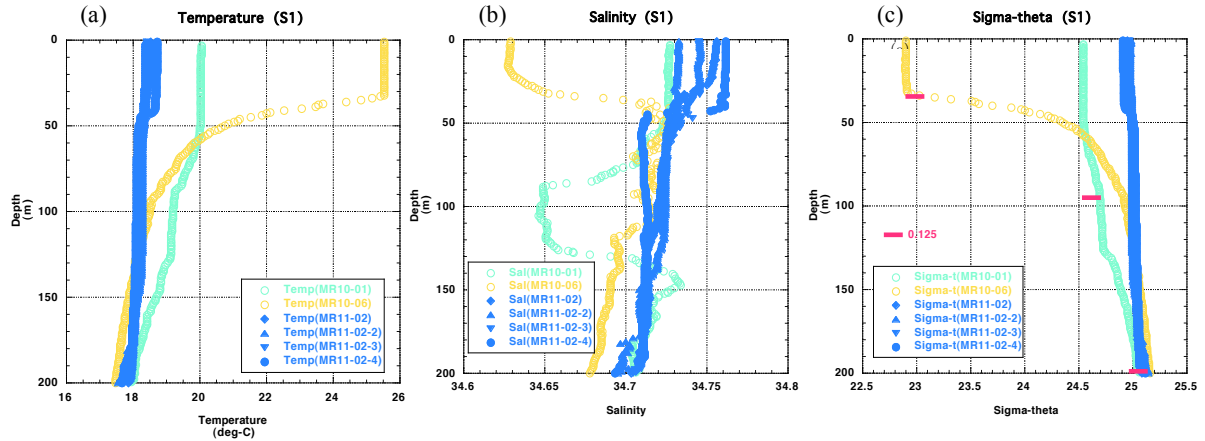 (a)
Temperature (S1)
0
50
100
150
200
Depth
(m)
16
18
20
22
24
26
Temperature
(deg-C)
Temp(MR10-01)
Temp(MR10-06)
Temp(MR11-02)
Temp(MR11-02-2)
Temp(MR11-02-3)
Temp(MR11-02-4)
(b)
Salinity (S1)
0
50
100
150
200
Depth
(m)
34.6
34.65
34.7
34.75
34.8
Salinity
Sal(MR10-01)
Sal(MR10-06)
Sal(MR11-02)
Sal(MR11-02-2)
Sal(MR11-02-3)
Sal(MR11-02-4)
(c)
Sigma-theta (S1)
0
50
100
150
200
Depth
(m)
22.5
23
23.5
24
24.5
25
25.5
Sigma-theta
0.125
Sigma-t(MR10-01)
Sigma-t(MR10-06)
Sigma-t(MR11-02)
Sigma-t(MR11-02-2)
Sigma-t(MR11-02-3)
Sigma-t(MR11-02-4)